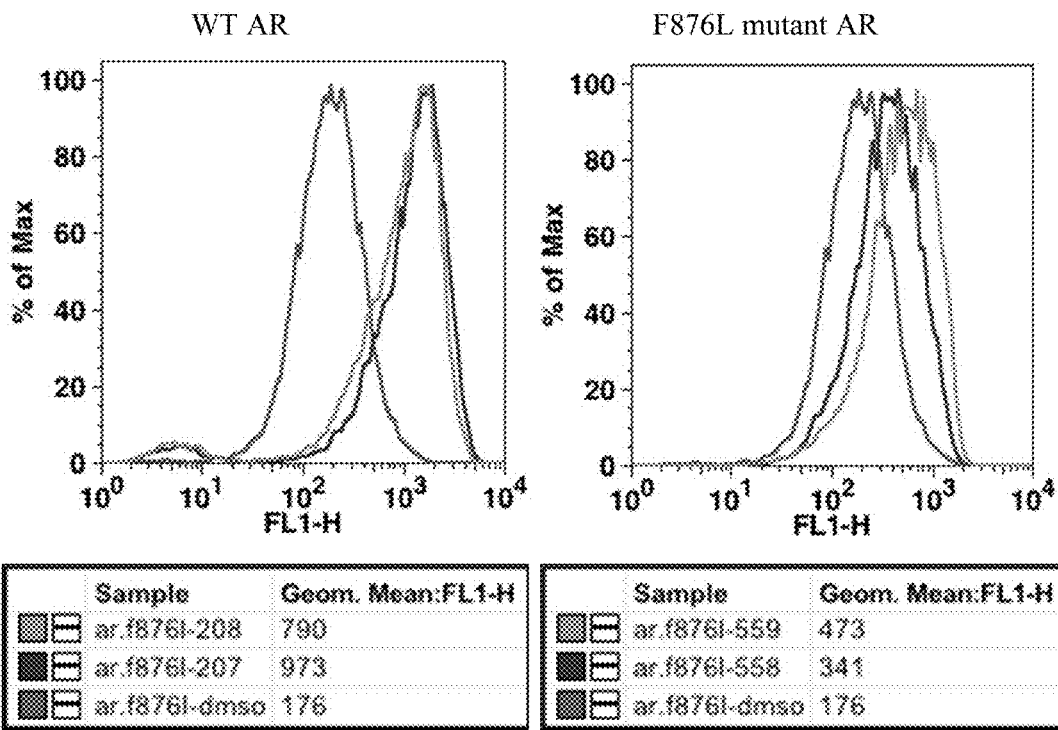 WT AR
F876L mutant AR
100
80
60
40
20
0
% of Max
10^0 10^1 10^2 10^3 10^4
FL1-H
100
80
60
40
20
0
% of Max
10^0 10^1 10^2 10^3 10^4
FL1-H
Sample Geom. Mean:FL1-H
ar.f876l-208 790
ar.f876l-207 973
ar.f876l-dmso 176
Sample Geom. Mean:FL1-H
ar.f876l-559 473
ar.f876l-558 341
ar.f876l-dmso 176